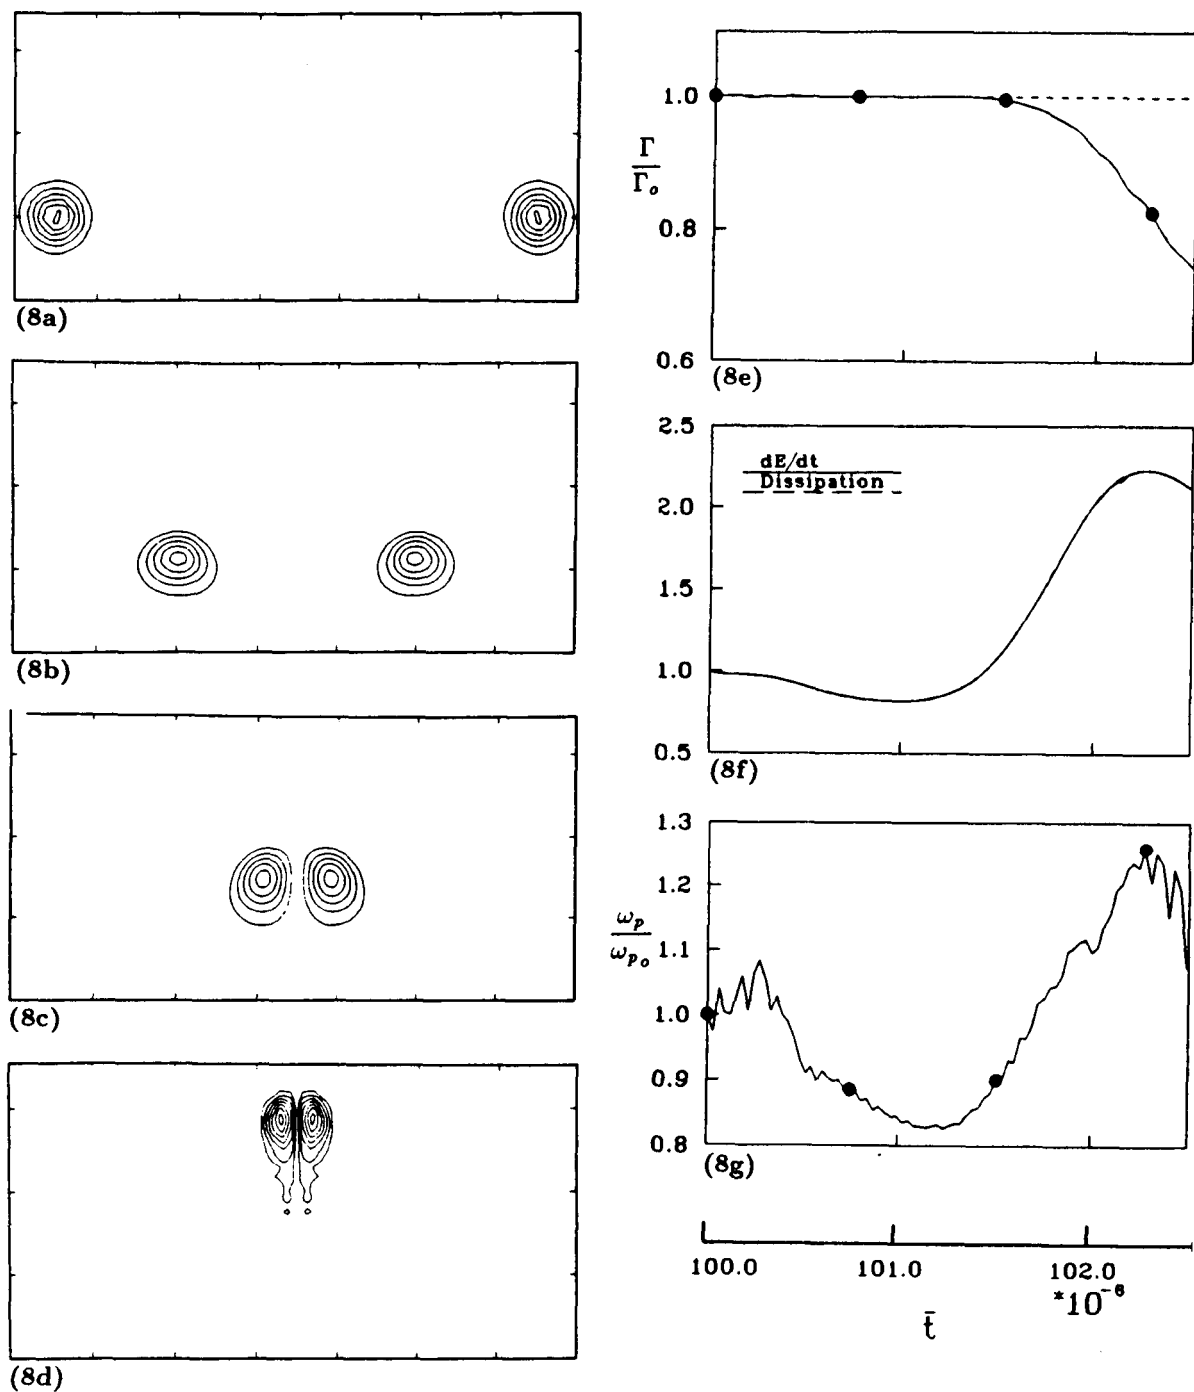 (8a)
(8b)
(8c)
(8d)
1.0
Γ
Γo
0.8
0.6
(8e)
2.5
dE/dt
Dissipation
2.0
1.5
1.0
0.5
(8f)
1.3
1.2
ωp
ωpo
1.1
1.0
0.9
0.8
(8g)
100.0 101.0 102.0
*10⁻⁶
t̄